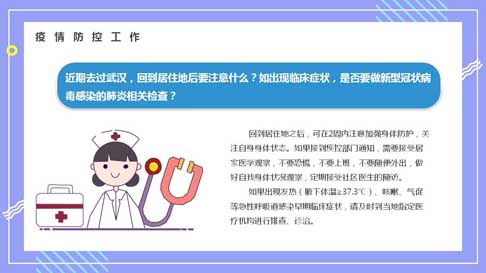 疫情防控工作
近期去过武汉，回到居住地后要注意什么？如出现临床症状，是否要做新型冠状病
毒感染的肺炎相关检查？
回到居住地之后，可在2周内注意加强身体防护，关
注自身身体状态。如果接到疾控部门通知，需要接受居
家医学观察，不要恐慌，不要上班，不要随便外出，做
好自我身体状况观察，定期接受社区医生的随访。
如果出现发热（腋下体温≥37.3℃）、咳嗽、气促
等急性呼吸道感染早期临床症状，请及时到当地指定医
疗机构进行排查、诊治。